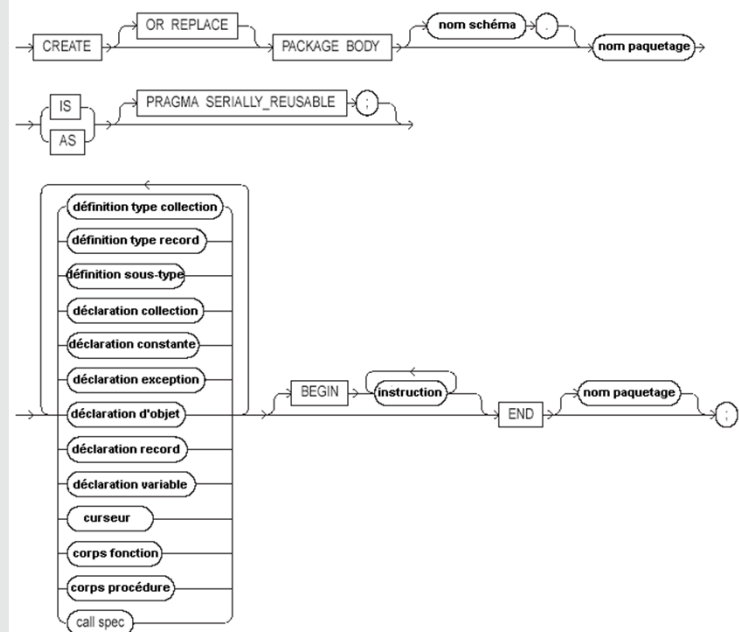 CREATE OR REPLACE PACKAGE BODY nom schéma . nom paquetage
IS PRAGMA SERIALLY_REUSABLE ;
AS
définition type collection
définition type record
définition sous-type
déclaration collection
déclaration constante
déclaration exception
déclaration d'objet BEGIN instruction END nom paquetage ;
déclaration record
déclaration variable
curseur
corps fonction
corps procédure
call spec